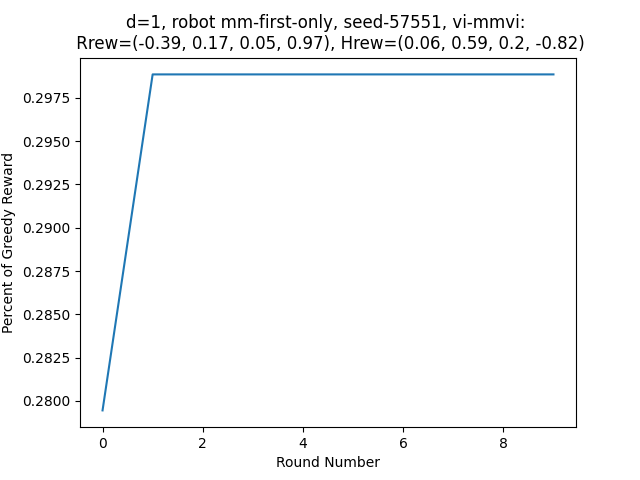 d=1, robot mm-first-only, seed-57551, vi-mmvi:
Rrew=(-0.39, 0.17, 0.05, 0.97), Hrew=(0.06, 0.59, 0.2, -0.82)
Percent of Greedy Reward
0.2975
0.2950
0.2925
0.2900
0.2875
0.2850
0.2825
0.2800
0 2 4 6 8
Round Number